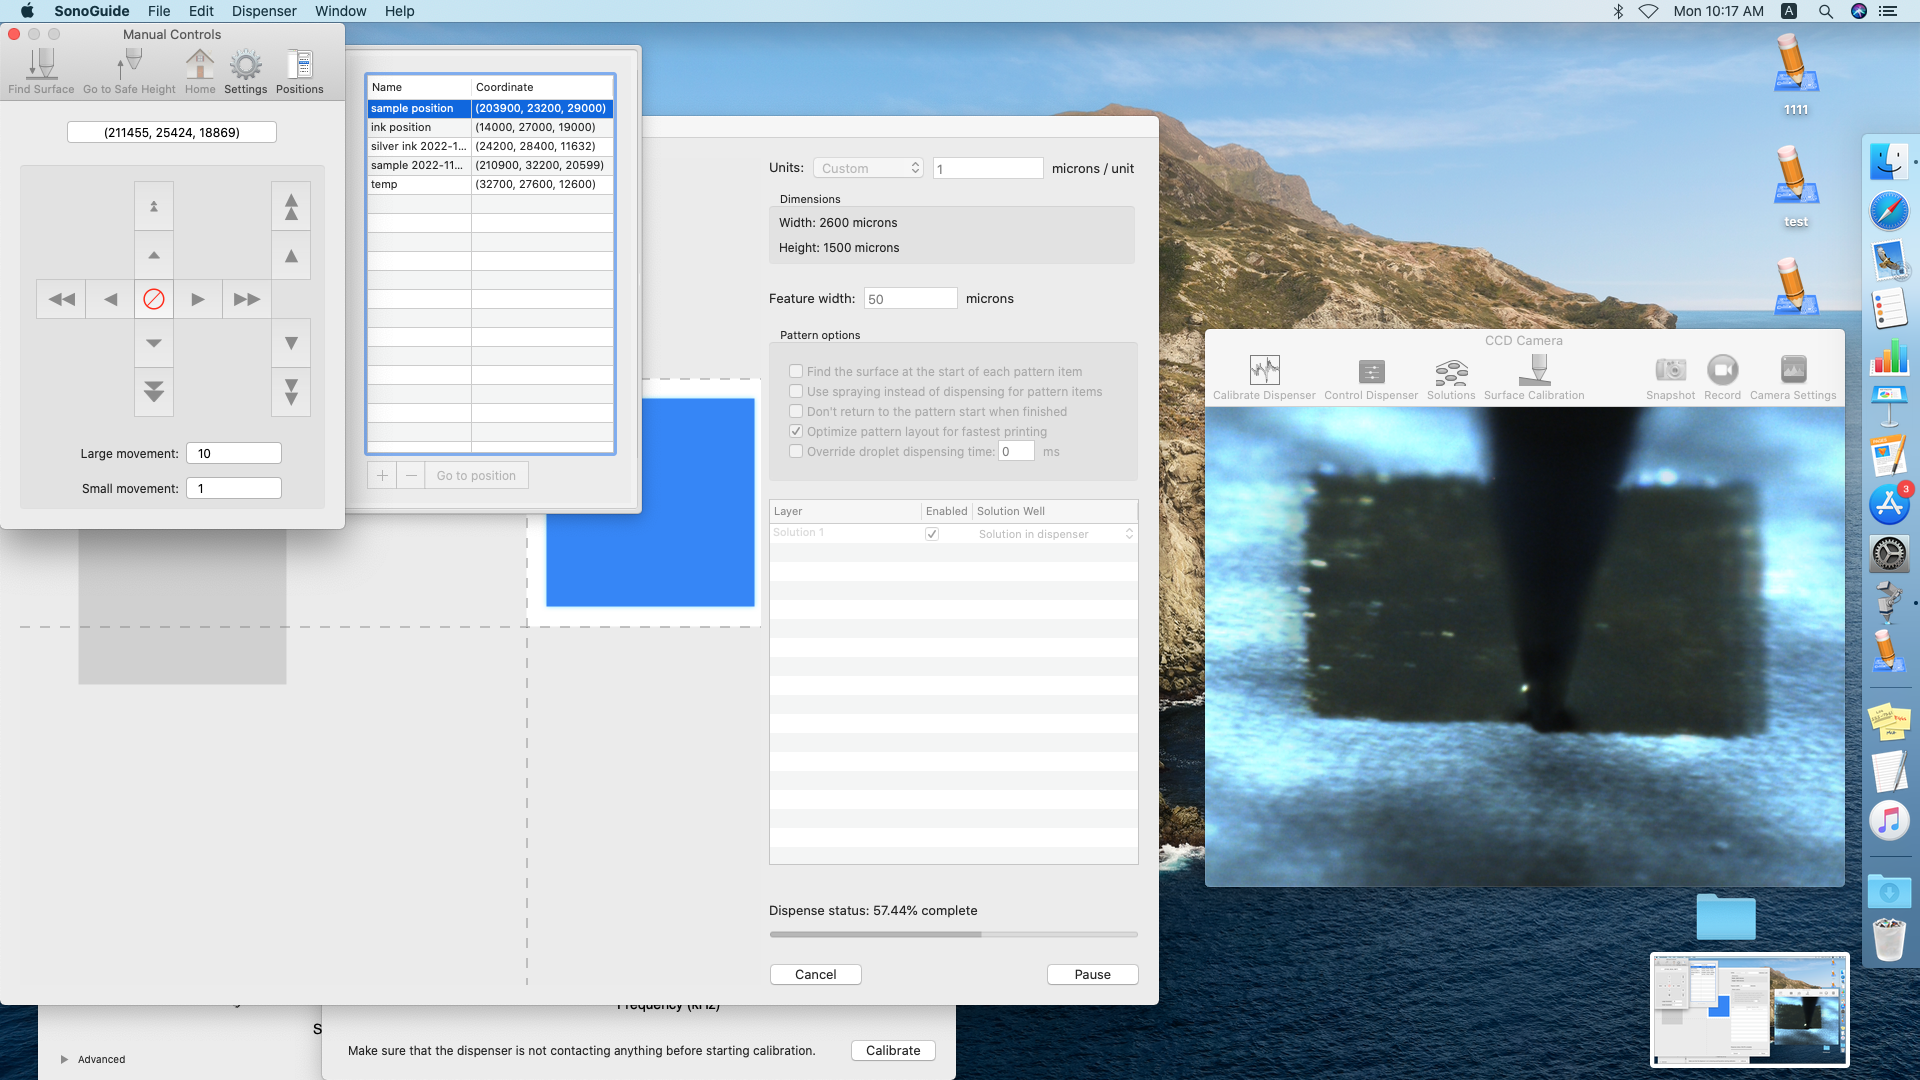 SonoGuide File Edit Dispenser Window Help
Mon 10:17 AM A
Manual Controls
Find Surface Go to Safe Height Home Settings Positions
(211455, 25424, 18869)
Large movement: 10
Small movement: 1
Name Coordinate
sample position (203900, 23200, 29000)
ink position (14000, 27000, 19000)
silver ink 2022-1... (24200, 28400, 11632)
sample 2022-11... (210900, 32200, 20599)
temp (32700, 27600, 12600)
+ − Go to position
Units: Custom 1 microns / unit
Dimensions
Width: 2600 microns
Height: 1500 microns
Feature width: 50 microns
Pattern options
Find the surface at the start of each pattern item
Use spraying instead of dispensing for pattern items
Don't return to the pattern start when finished
Optimize pattern layout for fastest printing
Override droplet dispensing time: 0 ms
Layer Enabled Solution Well
Solution 1 Solution in dispenser
Dispense status: 57.44% complete
Cancel Pause
Frequency (kHz)
S
Advanced
Make sure that the dispenser is not contacting anything before starting calibration. Calibrate
1111
test
CCD Camera
Calibrate Dispenser Control Dispenser Solutions Surface Calibration Snapshot Record Camera Settings
3